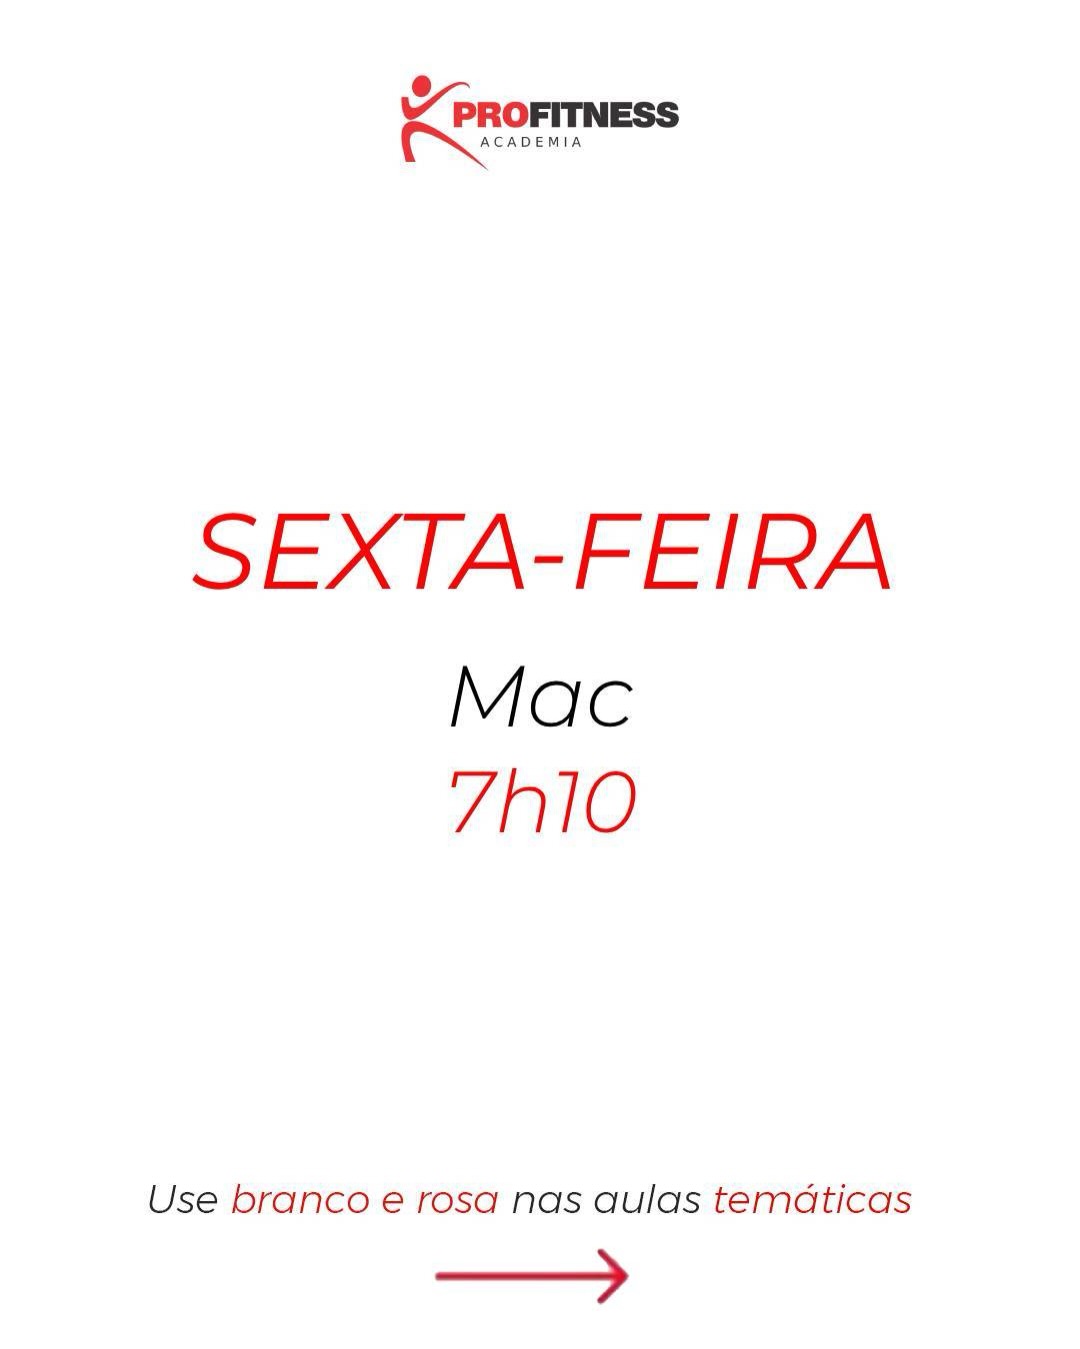 PROFITNESS
ACADEMIA
SEXTA-FEIRA
Mac
7h10
Use branco e rosa nas aulas temáticas